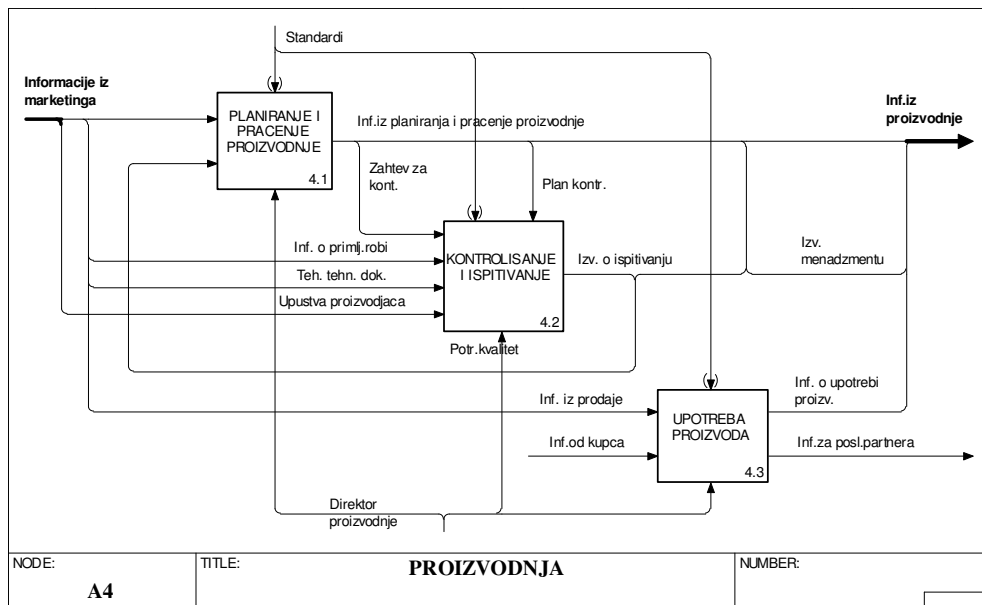 Standardi
Informacije iz
marketinga
PLANIRANJE I
PRACENJE
PROIZVODNJE
4.1
Inf.iz planiranja i pracenje proizvodnje
Inf.iz
proizvodnje
Zahtev za
kont.
Plan kontr.
Inf. o primlj.robi
Teh. tehn. dok.
Upustva proizvodjaca
KONTROLISANJE
I ISPITIVANJE
4.2
Izv. o ispitivanju
Izv.
menadzmentu
Potr.kvalitet
Inf. iz prodaje
Inf.od kupca
UPOTREBA
PROIZVODA
4.3
Inf. o upotrebi
proizv.
Inf.za posl.partnera
Direktor
proizvodnje
NODE:
A4
TITLE:
PROIZVODNJA
NUMBER: